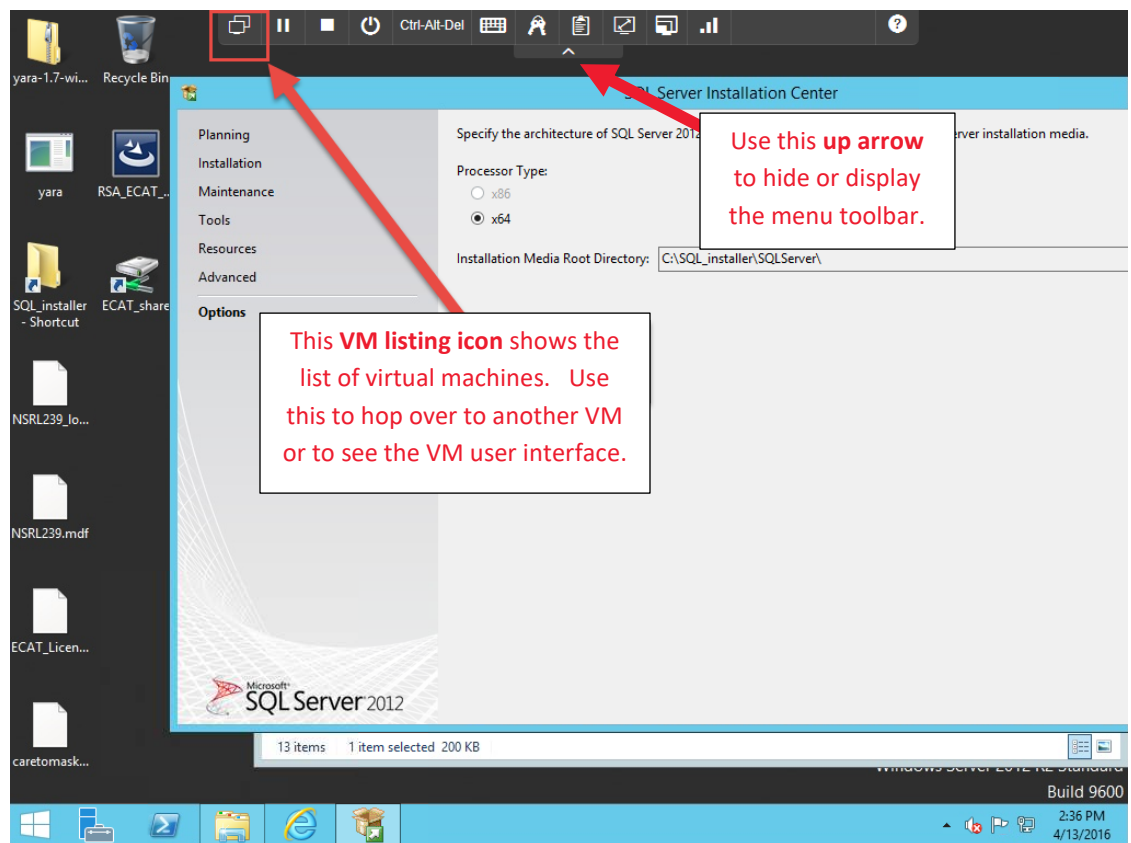 Ctrl-Alt-Del
?
yara-1.7-wi...
Recycle Bin
Server Installation Center
Planning
Installation
Maintenance
Tools
Resources
Advanced
Options
Specify the architecture of SQL Server
installation media.
Processor Type:
x86
x64
Installation Media Root Directory: C:\SQL_installer\SQLServer\
Use this up arrow
to hide or display
the menu toolbar.
This VM listing icon shows the
list of virtual machines. Use
this to hop over to another VM
or to see the VM user interface.
yara
RSA_ECAT_..
SQL_installer
- Shortcut
ECAT_share
NSRL239_lo...
NSRL239.mdf
ECAT_Licen...
caretomask...
Microsoft®
SQL Server® 2012
13 items 1 item selected 200 KB
Build 9600
2:36 PM
4/13/2016